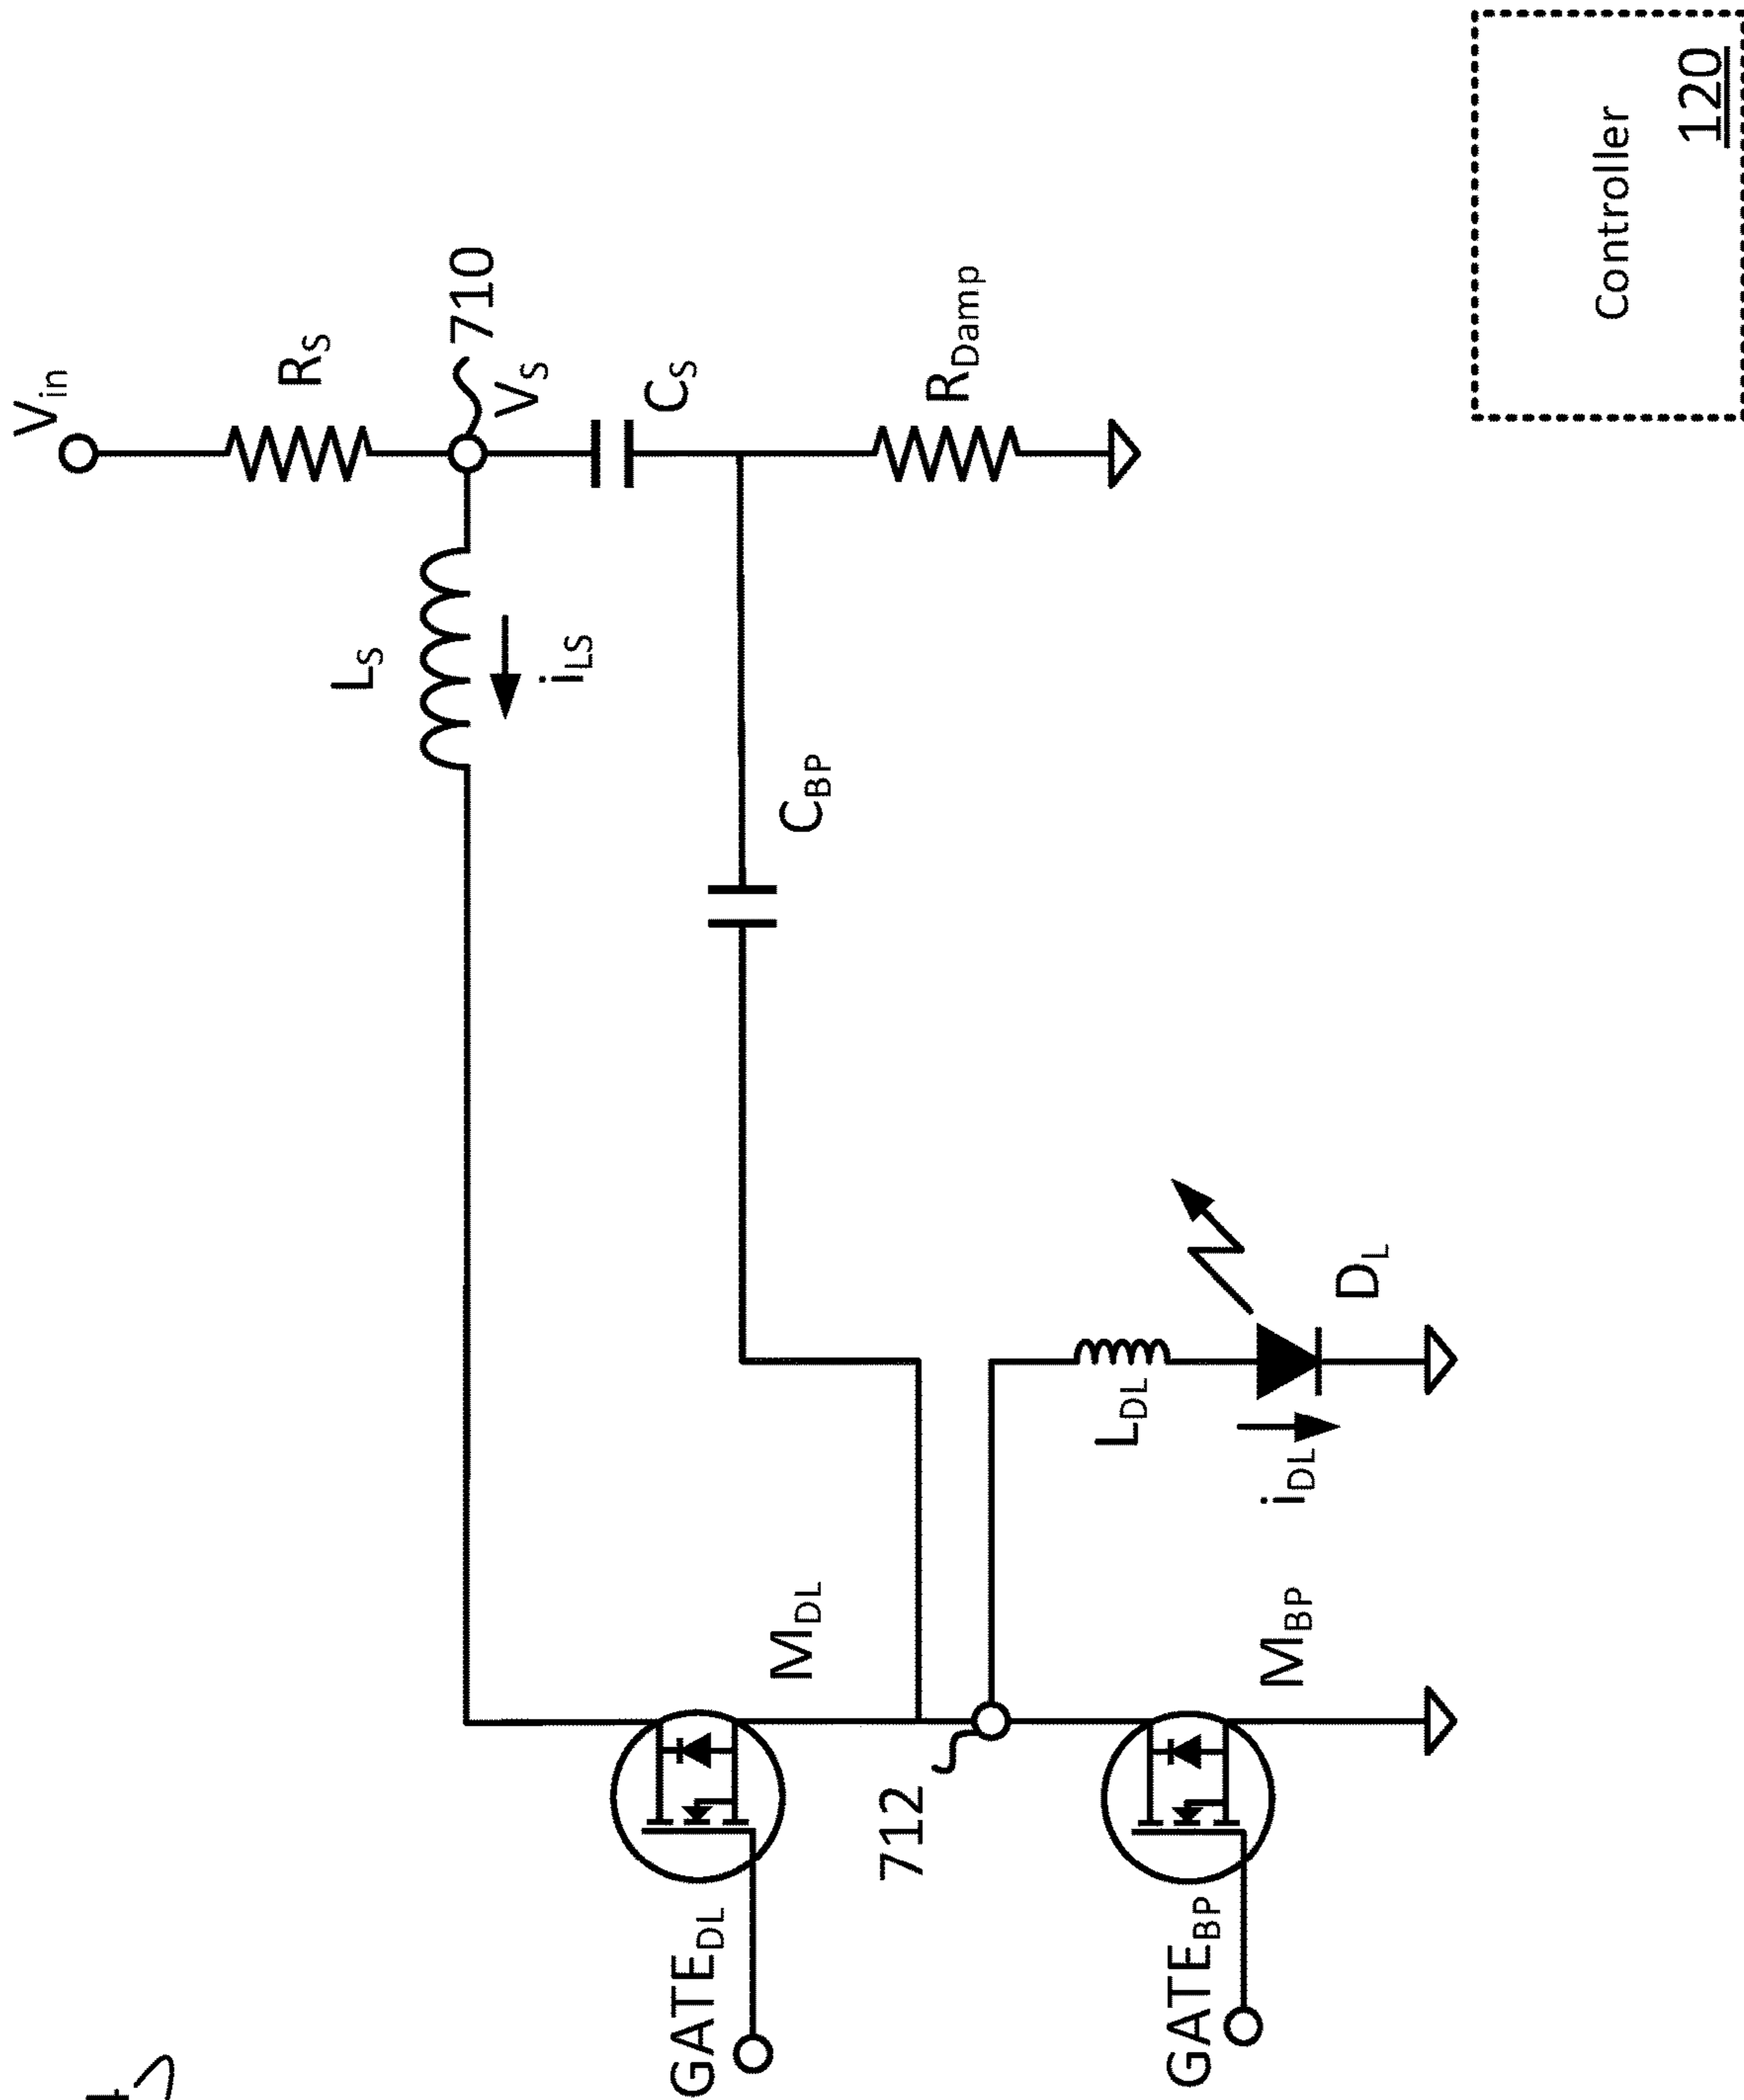 Vin
RS
710
VS
LS
iLS
CS
CBP
RDamp
GATEDL
MDL
712
LDL
iDL
DL
GATEBP
MBP
Controller
120